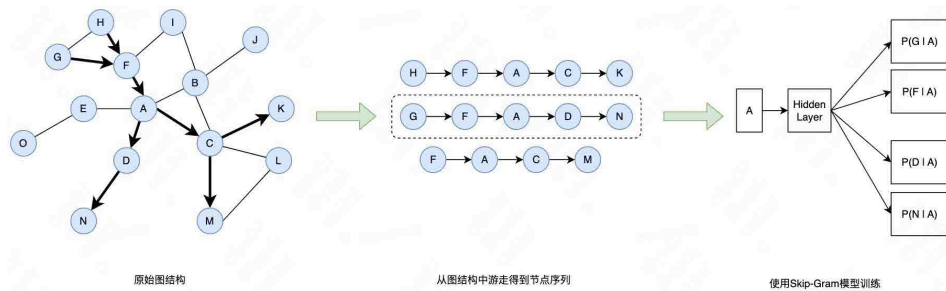 H
I
J
G
F
B
E
A
K
O
C
D
L
N
M
H F A C K
G F A D N
F A C M
A
Hidden
Layer
P(G | A)
P(F | A)
P(D | A)
P(N | A)
原始图结构
从图结构中游走得到节点序列
使用Skip-Gram模型训练